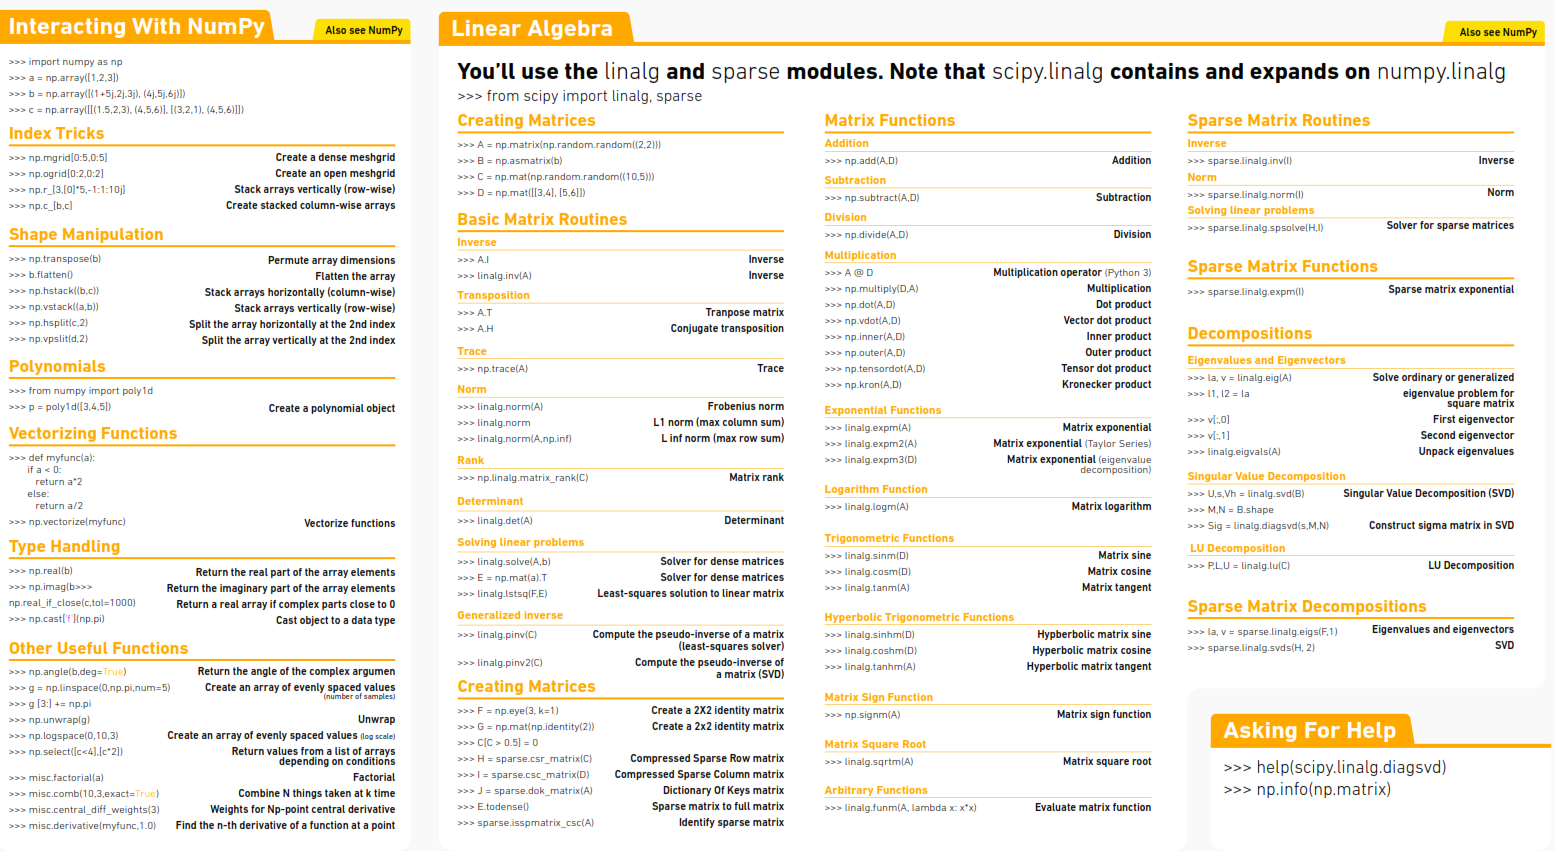 Interacting With NumPy
Also see NumPy
>>> import numpy as np
>>> a = np.array([1,2,3])
>>> b = np.array([(1+5j,2j,3j), (4j,5j,6j)])
>>> c = np.array([[(1.5,2,3), (4,5,6)], [(3,2,1), (4,5,6)]])
Index Tricks
>>> np.mgrid[0:5,0:5] Create a dense meshgrid
>>> np.ogrid[0:2,0:2] Create an open meshgrid
>>> np.r_[3,[0]*5,-1:1:10j] Stack arrays vertically (row-wise)
>>> np.c_[b,c] Create stacked column-wise arrays
Shape Manipulation
>>> np.transpose(b) Permute array dimensions
>>> b.flatten() Flatten the array
>>> np.hstack((b,c)) Stack arrays horizontally (column-wise)
>>> np.vstack((a,b)) Stack arrays vertically (row-wise)
>>> np.hsplit(c,2) Split the array horizontally at the 2nd index
>>> np.vpslit(d,2) Split the array vertically at the 2nd index
Polynomials
>>> from numpy import poly1d
>>> p = poly1d([3,4,5]) Create a polynomial object
Vectorizing Functions
>>> def myfunc(a):
if a < 0:
return a*2
else:
return a/2
>>> np.vectorize(myfunc) Vectorize functions
Type Handling
>>> np.real(b) Return the real part of the array elements
>>> np.imag(b>>> Return the imaginary part of the array elements
np.real_if_close(c,tol=1000) Return a real array if complex parts close to 0
>>> np.cast['f'](np.pi) Cast object to a data type
Other Useful Functions
>>> np.angle(b,deg=True) Return the angle of the complex argumen
>>> g = np.linspace(0,np.pi,num=5) Create an array of evenly spaced values
(number of samples)
>>> g [3:] += np.pi
>>> np.unwrap(g) Unwrap
>>> np.logspace(0,10,3) Create an array of evenly spaced values (log scale)
>>> np.select([c<4],[c*2]) Return values from a list of arrays
depending on conditions
>>> misc.factorial(a) Factorial
>>> misc.comb(10,3,exact=True) Combine N things taken at k time
>>> misc.central_diff_weights(3) Weights for Np-point central derivative
>>> misc.derivative(myfunc,1.0) Find the n-th derivative of a function at a point
Linear Algebra
Also see NumPy
You'll use the linalg and sparse modules. Note that scipy.linalg contains and expands on numpy.linalg
>>> from scipy import linalg, sparse
Creating Matrices
>>> A = np.matrix(np.random.random((2,2)))
>>> B = np.asmatrix(b)
>>> C = np.mat(np.random.random((10,5)))
>>> D = np.mat([[3,4], [5,6]])
Basic Matrix Routines
Inverse
>>> A.I Inverse
>>> linalg.inv(A) Inverse
Transposition
>>> A.T Tranpose matrix
>>> A.H Conjugate transposition
Trace
>>> np.trace(A) Trace
Norm
>>> linalg.norm(A) Frobenius norm
>>> linalg.norm L1 norm (max column sum)
>>> linalg.norm(A,np.inf) L inf norm (max row sum)
Rank
>>> np.linalg.matrix_rank(C) Matrix rank
Determinant
>>> linalg.det(A) Determinant
Solving linear problems
>>> linalg.solve(A,b) Solver for dense matrices
>>> E = np.mat(a).T Solver for dense matrices
>>> linalg.lstsq(F,E) Least-squares solution to linear matrix
Generalized inverse
>>> linalg.pinv(C) Compute the pseudo-inverse of a matrix
(least-squares solver)
>>> linalg.pinv2(C) Compute the pseudo-inverse of
a matrix (SVD)
Creating Matrices
>>> F = np.eye(3, k=1) Create a 2X2 identity matrix
>>> G = np.mat(np.identity(2)) Create a 2x2 identity matrix
>>> C[C > 0.5] = 0
>>> H = sparse.csr_matrix(C) Compressed Sparse Row matrix
>>> I = sparse.csc_matrix(D) Compressed Sparse Column matrix
>>> J = sparse.dok_matrix(A) Dictionary Of Keys matrix
>>> E.todense() Sparse matrix to full matrix
>>> sparse.isspmatrix_csc(A) Identify sparse matrix
Matrix Functions
Addition
>>> np.add(A,D) Addition
Subtraction
>>> np.subtract(A,D) Subtraction
Division
>>> np.divide(A,D) Division
Multiplication
>>> A @ D Multiplication operator (Python 3)
>>> np.multiply(D,A) Multiplication
>>> np.dot(A,D) Dot product
>>> np.vdot(A,D) Vector dot product
>>> np.inner(A,D) Inner product
>>> np.outer(A,D) Outer product
>>> np.tensordot(A,D) Tensor dot product
>>> np.kron(A,D) Kronecker product
Exponential Functions
>>> linalg.expm(A) Matrix exponential
>>> linalg.expm2(A) Matrix exponential (Taylor Series)
>>> linalg.expm3(D) Matrix exponential (eigenvalue
decomposition)
Logarithm Function
>>> linalg.logm(A) Matrix logarithm
Trigonometric Functions
>>> linalg.sinm(D) Matrix sine
>>> linalg.cosm(D) Matrix cosine
>>> linalg.tanm(A) Matrix tangent
Hyperbolic Trigonometric Functions
>>> linalg.sinhm(D) Hypberbolic matrix sine
>>> linalg.coshm(D) Hyperbolic matrix cosine
>>> linalg.tanhm(A) Hyperbolic matrix tangent
Matrix Sign Function
>>> np.signm(A) Matrix sign function
Matrix Square Root
>>> linalg.sqrtm(A) Matrix square root
Arbitrary Functions
>>> linalg.funm(A, lambda x: x*x) Evaluate matrix function
Sparse Matrix Routines
Inverse
>>> sparse.linalg.inv(I) Inverse
Norm
>>> sparse.linalg.norm(I) Norm
Solving linear problems
>>> sparse.linalg.spsolve(H,I) Solver for sparse matrices
Sparse Matrix Functions
>>> sparse.linalg.expm(I) Sparse matrix exponential
Decompositions
Eigenvalues and Eigenvectors
>>> la, v = linalg.eig(A) Solve ordinary or generalized
>>> l1, l2 = la eigenvalue problem for
square matrix
>>> v[:,0] First eigenvector
>>> v[:,1] Second eigenvector
>>> linalg.eigvals(A) Unpack eigenvalues
Singular Value Decomposition
>>> U,s,Vh = linalg.svd(B) Singular Value Decomposition (SVD)
>>> M,N = B.shape
>>> Sig = linalg.diagsvd(s,M,N) Construct sigma matrix in SVD
LU Decomposition
>>> P,L,U = linalg.lu(C) LU Decomposition
Sparse Matrix Decompositions
>>> la, v = sparse.linalg.eigs(F,1) Eigenvalues and eigenvectors
>>> sparse.linalg.svds(H, 2) SVD
Asking For Help
>>> help(scipy.linalg.diagsvd)
>>> np.info(np.matrix)